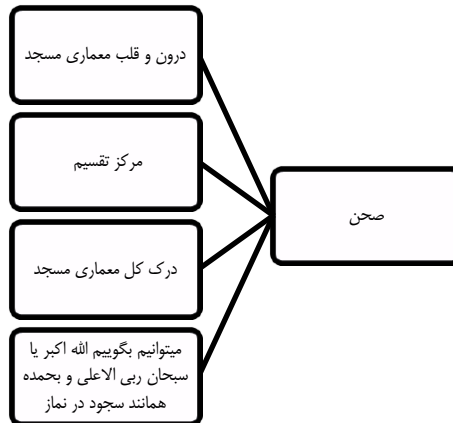 صحن
درون و قلب معماری مسجد
مرکز تقسیم
درک کل معماری مسجد
میتوانیم بگوییم الله اکبر یا
سبحان ربی الاعلی و بحمده
همانند سجود در نماز